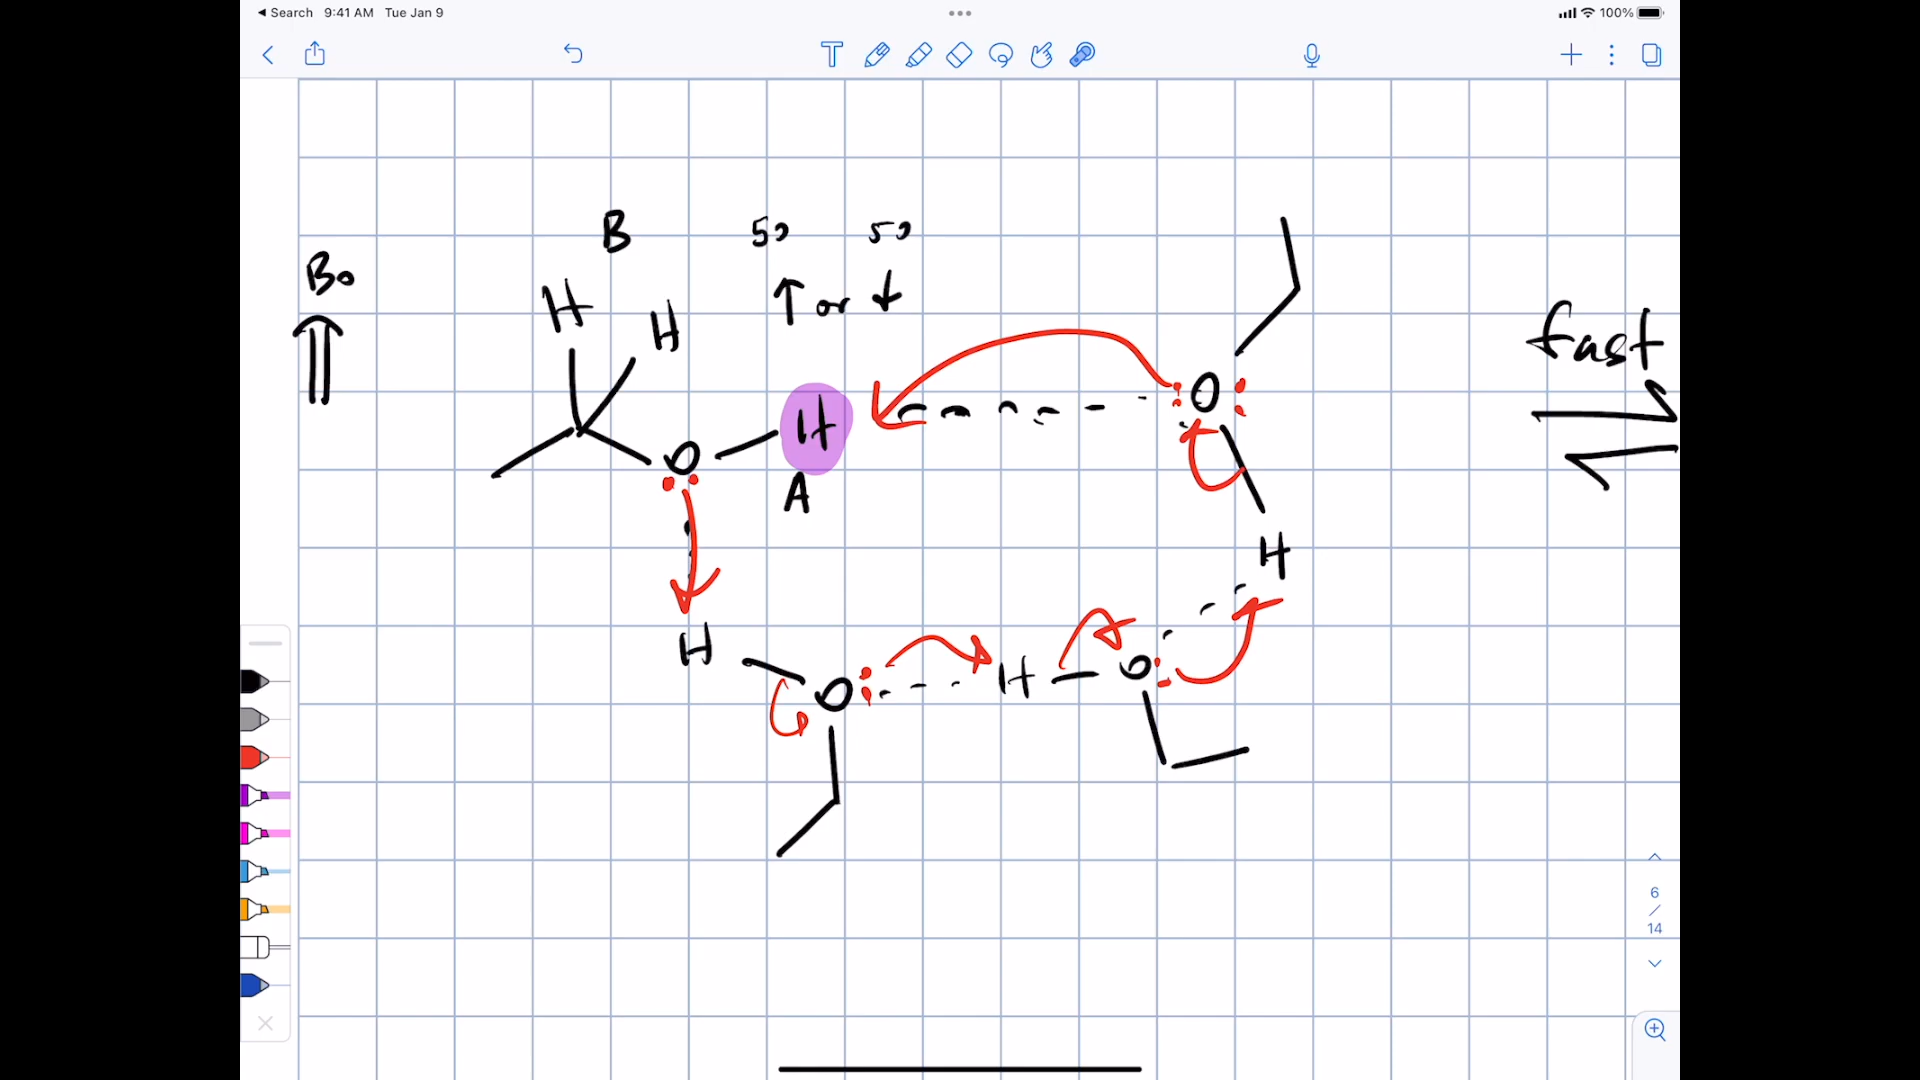 Search 9:41 AM Tue Jan 9
100%
T
B 50 50
Bo
H H ↑ or ↓
fast
O
H
O
A
H
H
H O
O
6
/
14